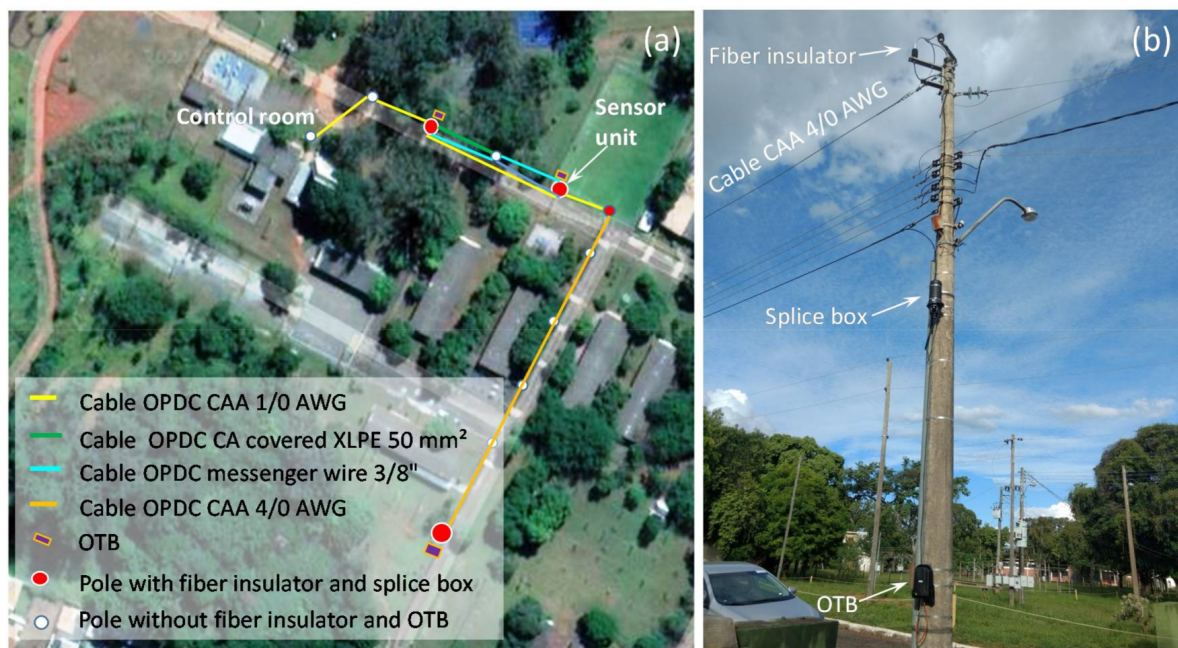 (a)
Control room
Sensor
unit
Cable OPDC CAA 1/0 AWG
Cable  OPDC CA covered XLPE 50 mm²
Cable OPDC messenger wire 3/8"
Cable OPDC CAA 4/0 AWG
OTB
Pole with fiber insulator and splice box
Pole without fiber insulator and OTB
(b)
Fiber insulator
Cable CAA 4/0 AWG
Splice box
OTB